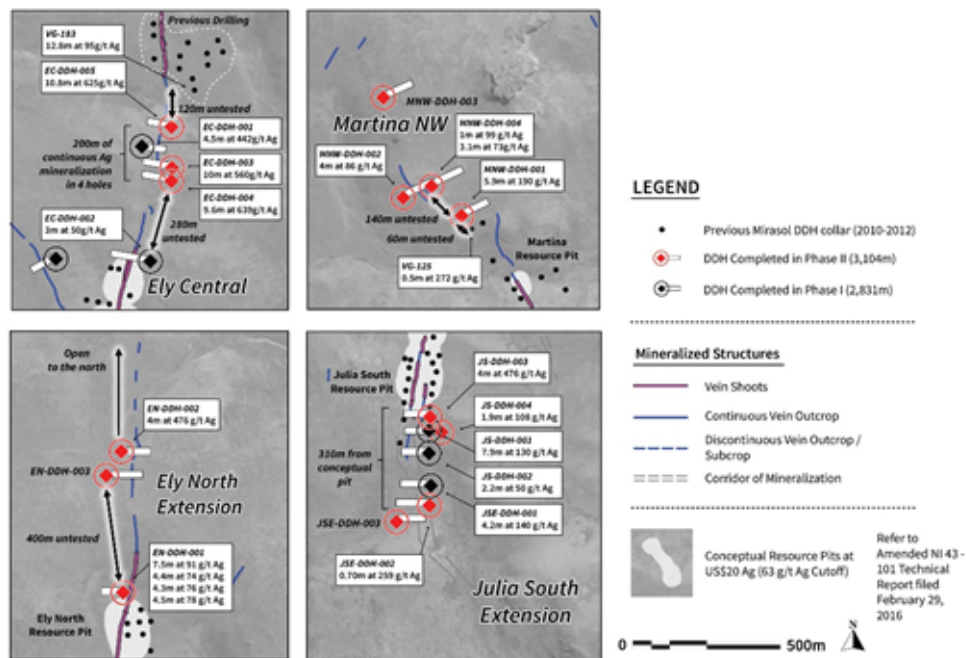 Previous Drilling
VG-183
12.8m at 95g/t Ag
EC-DDH-005
10.8m at 625g/t Ag
120m untested
EC-DDH-001
4.5m at 442g/t Ag
200m of
continuous Ag
mineralization
in 4 holes
EC-DDH-003
10m at 560g/t Ag
EC-DDH-004
9.6m at 639g/t Ag
EC-DDH-002
3m at 50g/t Ag
280m
untested
Ely Central
MNW-DDH-003
Martina NW
MNW-DDH-004
1m at 99 g/t Ag
3.1m at 73g/t Ag
MNW-DDH-002
4m at 86 g/t Ag
MNW-DDH-001
5.9m at 190 g/t Ag
140m untested
60m untested
Martina
Resource Pit
VG-125
0.5m at 272 g/t Ag
Open
to the north
EN-DDH-002
4m at 476 g/t Ag
EN-DDH-003
Ely North
Extension
400m untested
EN-DDH-001
7.5m at 91 g/t Ag
4.4m at 74 g/t Ag
4.3m at 76 g/t Ag
4.5m at 78 g/t Ag
Ely North
Resource Pit
Julia South
Resource Pit
JS-DDH-003
4m at 476 g/t Ag
JS-DDH-004
1.9m at 108 g/t Ag
310m from
conceptual
pit
JS-DDH-001
7.9m at 130 g/t Ag
JS-DDH-002
2.2m at 50 g/t Ag
JSE-DDH-001
4.2m at 140 g/t Ag
JSE-DDH-003
JSE-DDH-002
0.70m at 259 g/t Ag
Julia South
Extension
LEGEND
Previous Mirasol DDH collar (2010-2012)
DDH Completed in Phase II (3,104m)
DDH Completed in Phase I (2,831m)
Mineralized Structures
Vein Shoots
Continuous Vein Outcrop
Discontinuous Vein Outcrop /
Subcrop
Corridor of Mineralization
Conceptual Resource Pits at
US$20 Ag (63 g/t Ag Cutoff)
Refer to
Amended NI 43 -
101 Technical
Report filed
February 29,
2016
0
500m
N